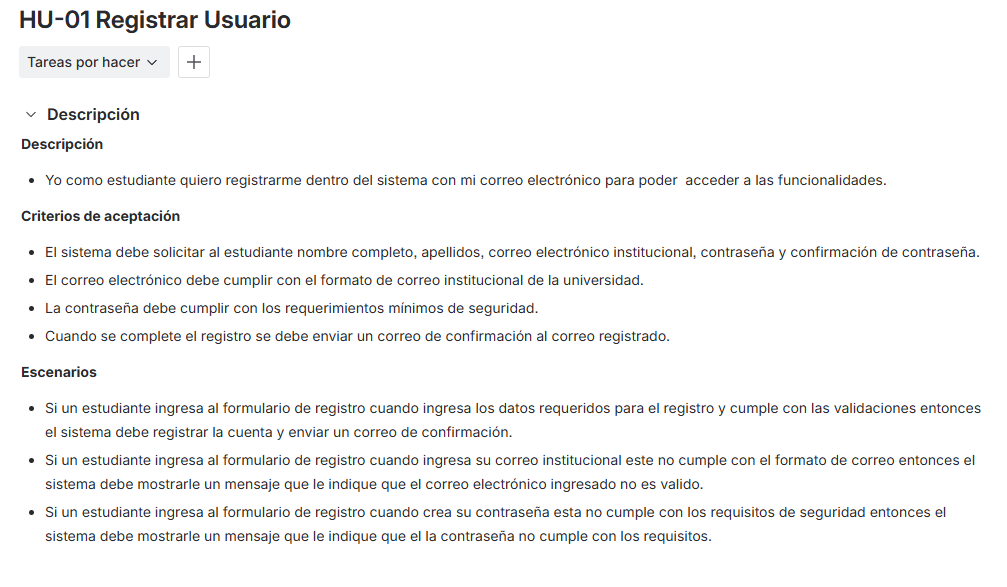 HU-01 Registrar Usuario
Tareas por hacer
Descripción
Descripción
• Yo como estudiante quiero registrarme dentro del sistema con mi correo electrónico para poder  acceder a las funcionalidades.
Criterios de aceptación
• El sistema debe solicitar al estudiante nombre completo, apellidos, correo electrónico institucional, contraseña y confirmación de contraseña.
• El correo electrónico debe cumplir con el formato de correo institucional de la universidad.
• La contraseña debe cumplir con los requerimientos mínimos de seguridad.
• Cuando se complete el registro se debe enviar un correo de confirmación al correo registrado.
Escenarios
• Si un estudiante ingresa al formulario de registro cuando ingresa los datos requeridos para el registro y cumple con las validaciones entonces
el sistema debe registrar la cuenta y enviar un correo de confirmación.
• Si un estudiante ingresa al formulario de registro cuando ingresa su correo institucional este no cumple con el formato de correo entonces el
sistema debe mostrarle un mensaje que le indique que el correo electrónico ingresado no es valido.
• Si un estudiante ingresa al formulario de registro cuando crea su contraseña esta no cumple con los requisitos de seguridad entonces el
sistema debe mostrarle un mensaje que le indique que el la contraseña no cumple con los requisitos.